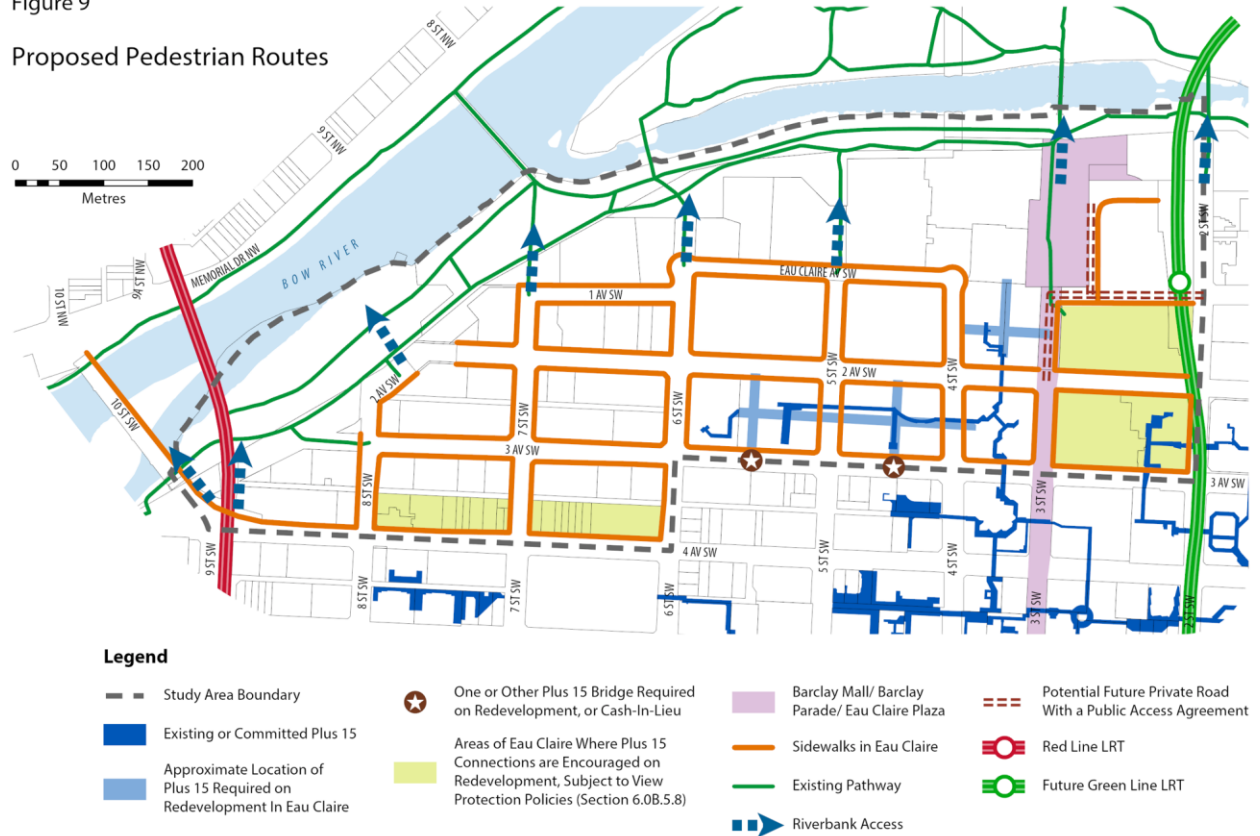 Figure 9
Proposed Pedestrian Routes
0 50 100 150 200
Metres
8 ST NW
9 ST NW
MEMORIAL DR NW
10 ST NW
BOW RIVER
10 ST SW
9 ST SW
2 AV SW
1 AV SW
EAU CLAIRE AV SW
2 ST SW
2 AV SW
5 ST SW
4 ST SW
7 ST SW
6 ST SW
3 AV SW
8 ST SW
3 ST SW
3 AV SW
4 AV SW
8 ST SW
7 ST SW
6 ST SW
5 ST SW
4 ST SW
3 ST SW
2 ST SW
Legend
Study Area Boundary
Existing or Committed Plus 15
Approximate Location of
Plus 15 Required on
Redevelopment In Eau Claire
One or Other Plus 15 Bridge Required
on Redevelopment, or Cash-In-Lieu
Areas of Eau Claire Where Plus 15
Connections are Encouraged on
Redevelopment, Subject to View
Protection Policies (Section 6.0B.5.8)
Barclay Mall/ Barclay
Parade/ Eau Claire Plaza
Sidewalks in Eau Claire
Existing Pathway
Riverbank Access
Potential Future Private Road
With a Public Access Agreement
Red Line LRT
Future Green Line LRT